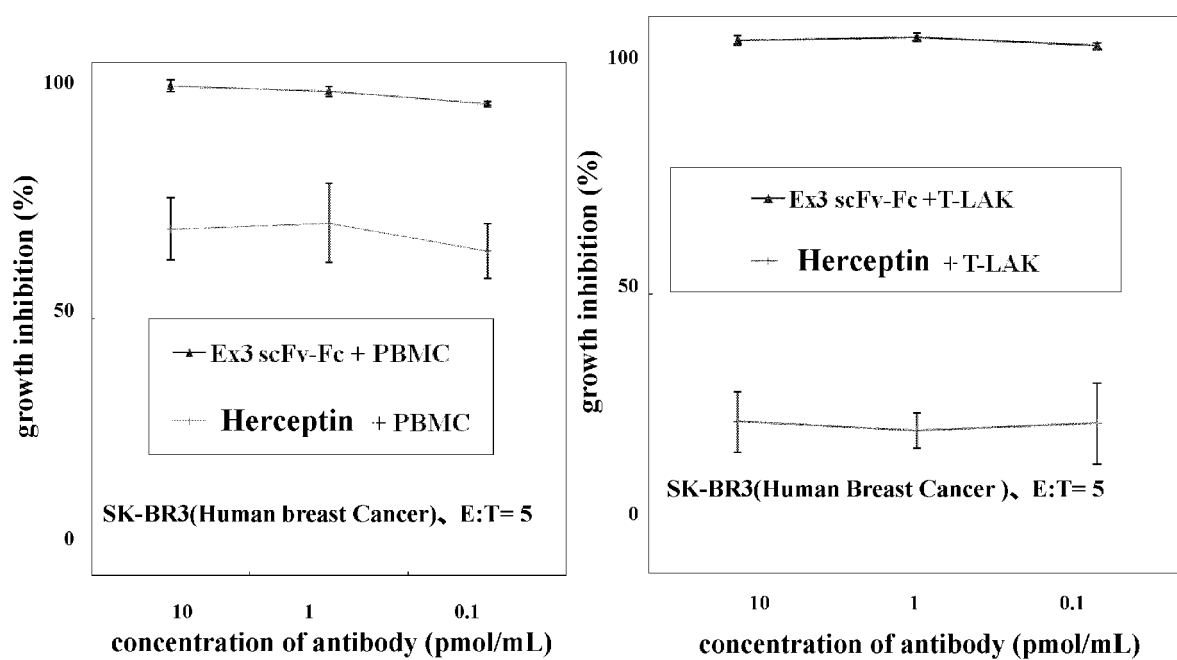 100
50
0
growth inhibition (%)
Ex3 scFv-Fc + PBMC
Herceptin + PBMC
SK-BR3(Human breast Cancer)、E:T= 5
10 1 0.1
concentration of antibody (pmol/mL)
100
50
0
growth inhibition (%)
Ex3 scFv-Fc +T-LAK
Herceptin + T-LAK
SK-BR3(Human Breast Cancer )、E:T= 5
10 1 0.1
concentration of antibody (pmol/mL)